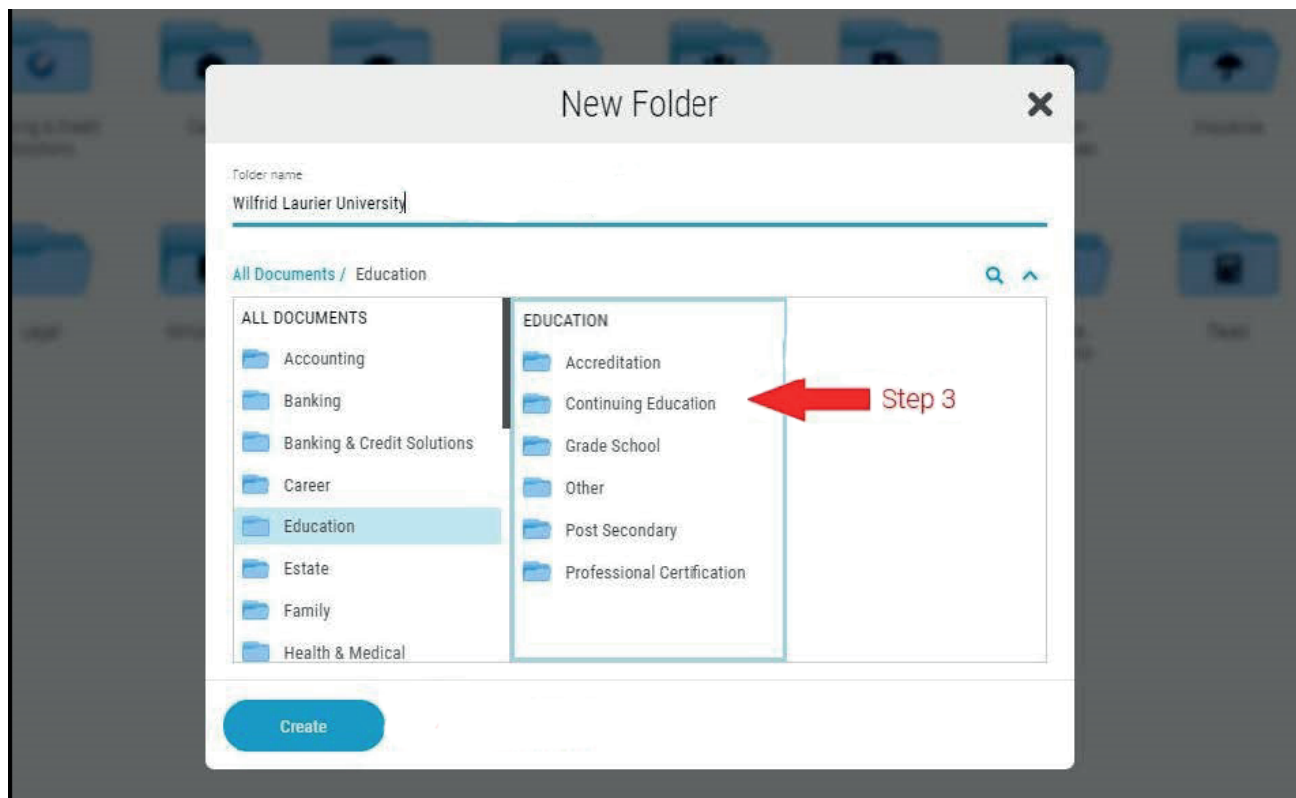 New Folder
Folder name
Wilfrid Laurier University
All Documents / Education
ALL DOCUMENTS
Accounting
Banking
Banking & Credit Solutions
Career
Education
Estate
Family
Health & Medical
EDUCATION
Accreditation
Continuing Education
Grade School
Other
Post Secondary
Professional Certification
Step 3
Create